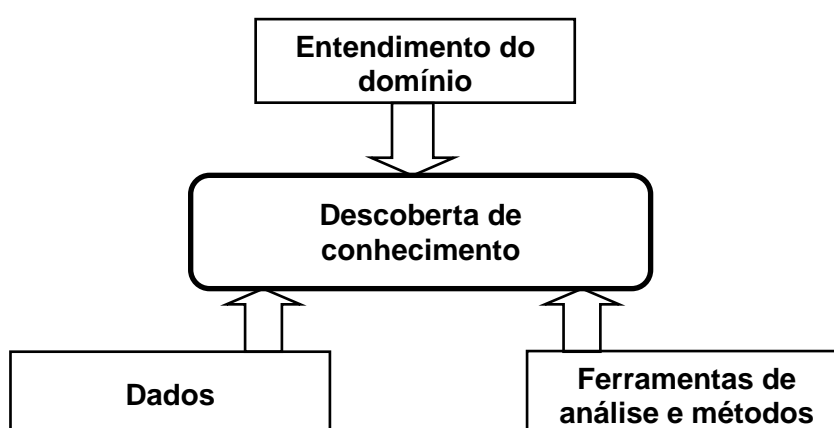 Entendimento do
domínio
Descoberta de
conhecimento
Dados
Ferramentas de
análise e métodos